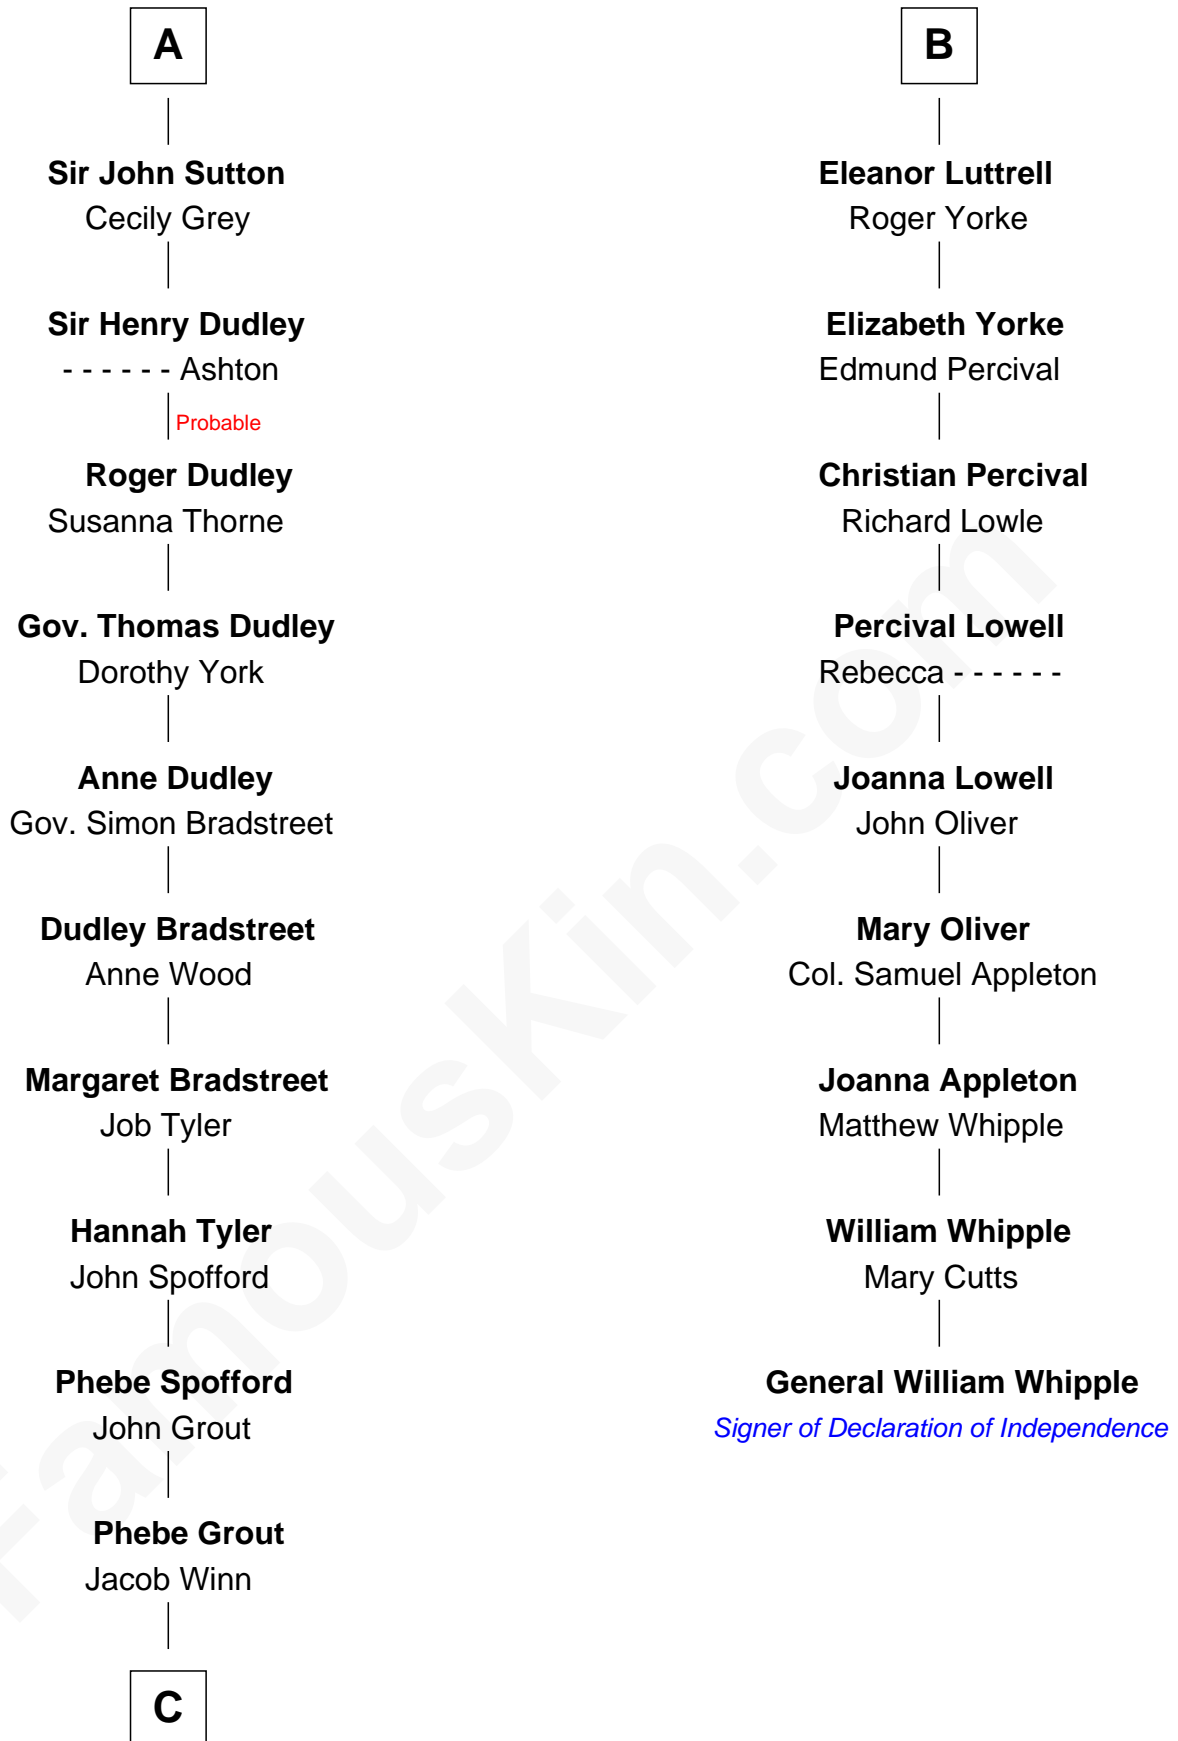 A
Sir John Sutton
Cecily Grey
Sir Henry Dudley
- - - - - - Ashton
Probable
Roger Dudley
Susanna Thorne
Gov. Thomas Dudley
Dorothy York
Anne Dudley
Gov. Simon Bradstreet
Dudley Bradstreet
Anne Wood
Margaret Bradstreet
Job Tyler
Hannah Tyler
John Spofford
Phebe Spofford
John Grout
Phebe Grout
Jacob Winn
C
B
Eleanor Luttrell
Roger Yorke
Elizabeth Yorke
Edmund Percival
Christian Percival
Richard Lowle
Percival Lowell
Rebecca - - - - - -
Joanna Lowell
John Oliver
Mary Oliver
Col. Samuel Appleton
Joanna Appleton
Matthew Whipple
William Whipple
Mary Cutts
General William Whipple
Signer of Declaration of Independence
FamousKin.com